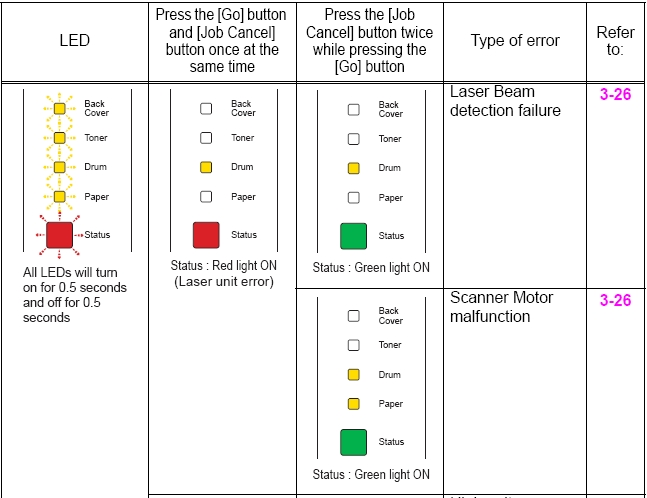 LED
Press the [Go] button
and [Job Cancel]
button once at the
same time
Press the [Job
Cancel] button twice
while pressing the
[Go] button
Type of error
Refer
to:
Back
Cover
Toner
Drum
Paper
Status
All LEDs will turn
on for 0.5 seconds
and off for 0.5
seconds
Back
Cover
Toner
Drum
Paper
Status
Status : Red light ON
(Laser unit error)
Back
Cover
Toner
Drum
Paper
Status
Status : Green light ON
Laser Beam
detection failure
3-26
Back
Cover
Toner
Drum
Paper
Status
Status : Green light ON
Scanner Motor
malfunction
3-26